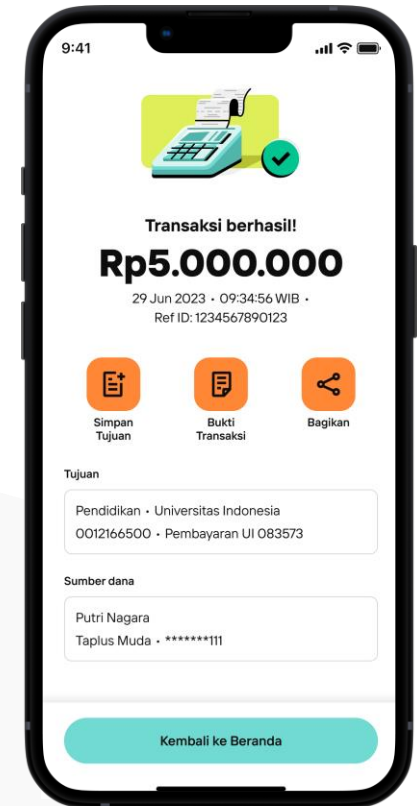 9:41
Transaksi berhasil!
Rp5.000.000
29 Jun 2023 • 09:34:56 WIB •
Ref ID: 1234567890123
Simpan
Tujuan
Bukti
Transaksi
Bagikan
Tujuan
Pendidikan • Universitas Indonesia
0012166500 • Pembayaran UI 083573
Sumber dana
Putri Nagara
Taplus Muda • *******111
Kembali ke Beranda